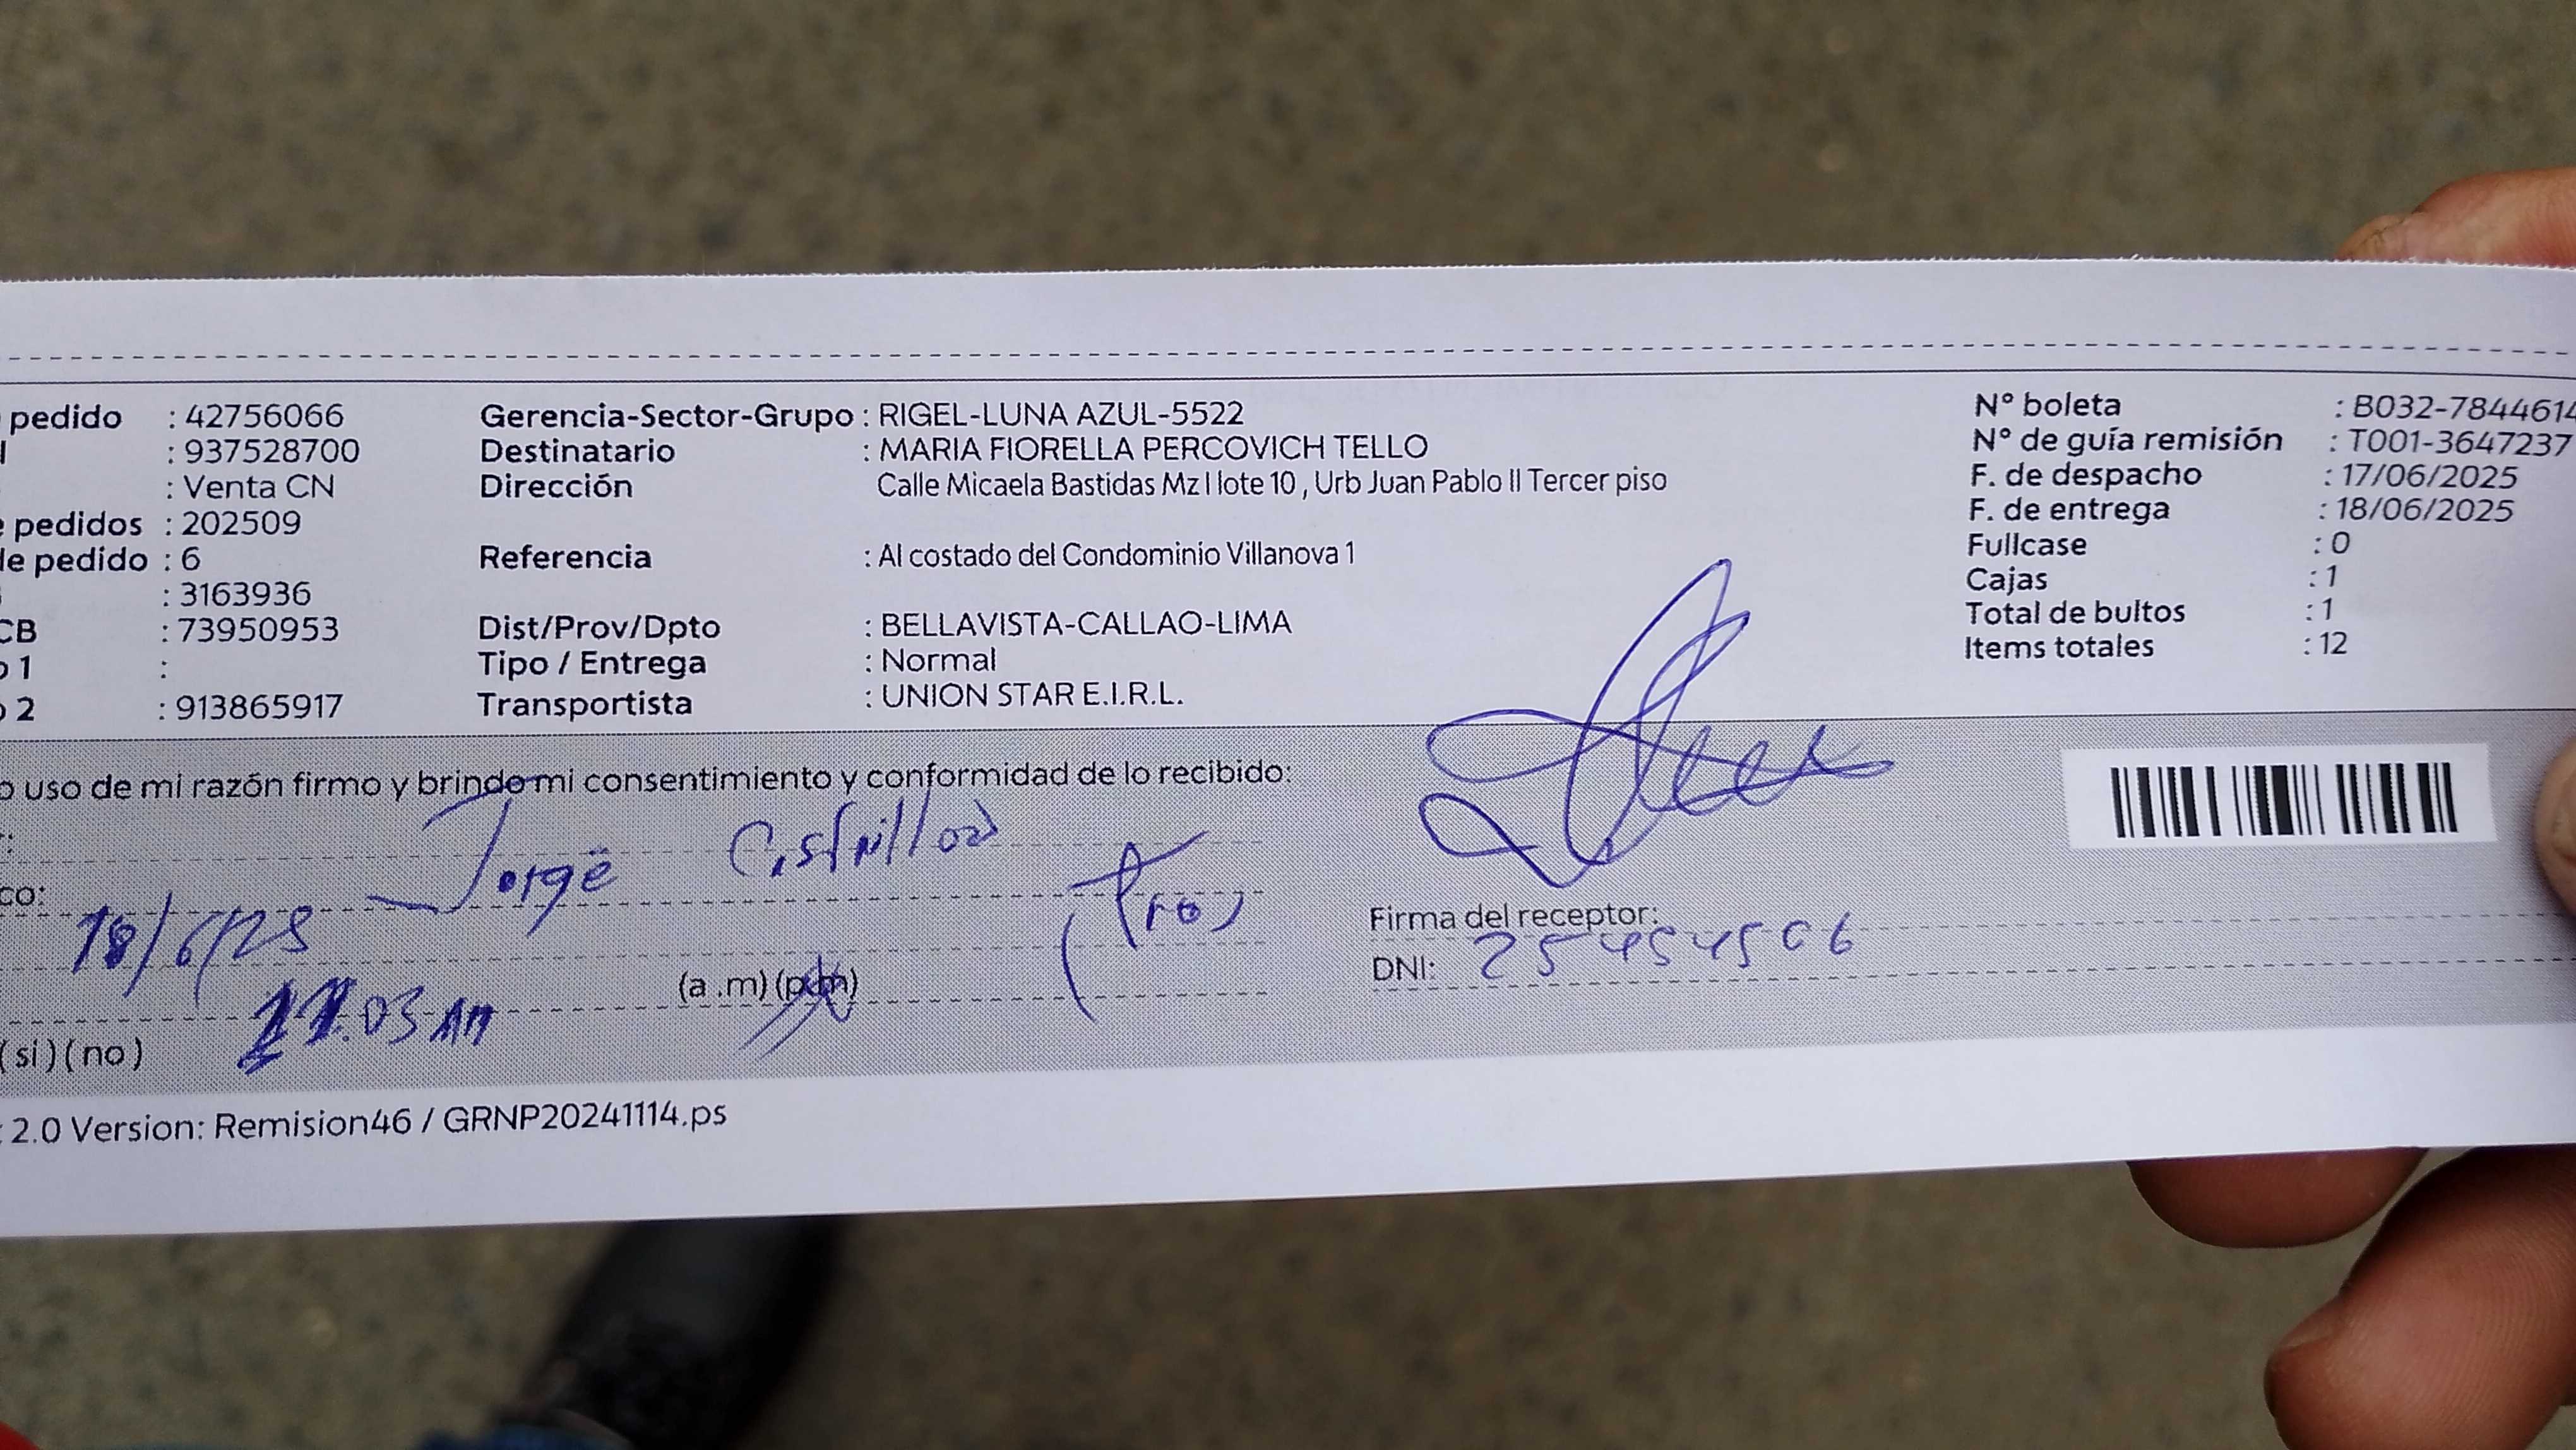 pedido : 42756066 Gerencia-Sector-Grupo : RIGEL-LUNA AZUL-5522 N° boleta : B032-7844614
: 937528700 Destinatario : MARIA FIORELLA PERCOVICH TELLO N° de guía remisión : T001-3647237
: Venta CN Dirección Calle Micaela Bastidas Mz I lote 10 , Urb Juan Pablo II Tercer piso F. de despacho : 17/06/2025
pedidos : 202509 F. de entrega : 18/06/2025
de pedido : 6 Referencia : Al costado del Condominio Villanova 1 Fullcase : 0
: 3163936 Cajas : 1
CB : 73950953 Dist/Prov/Dpto : BELLAVISTA-CALLAO-LIMA Total de bultos : 1
1 : Tipo / Entrega : Normal Items totales : 12
2 : 913865917 Transportista : UNION STAR E.I.R.L.
uso de mi razón firmo y brindo mi consentimiento y conformidad de lo recibido:
Jorge
co:
18/6/25
Firma del receptor:
(a .m) (p.m)
DNI: 25454506
03 AM
(si) (no)
2.0 Version: Remision46 / GRNP20241114.ps